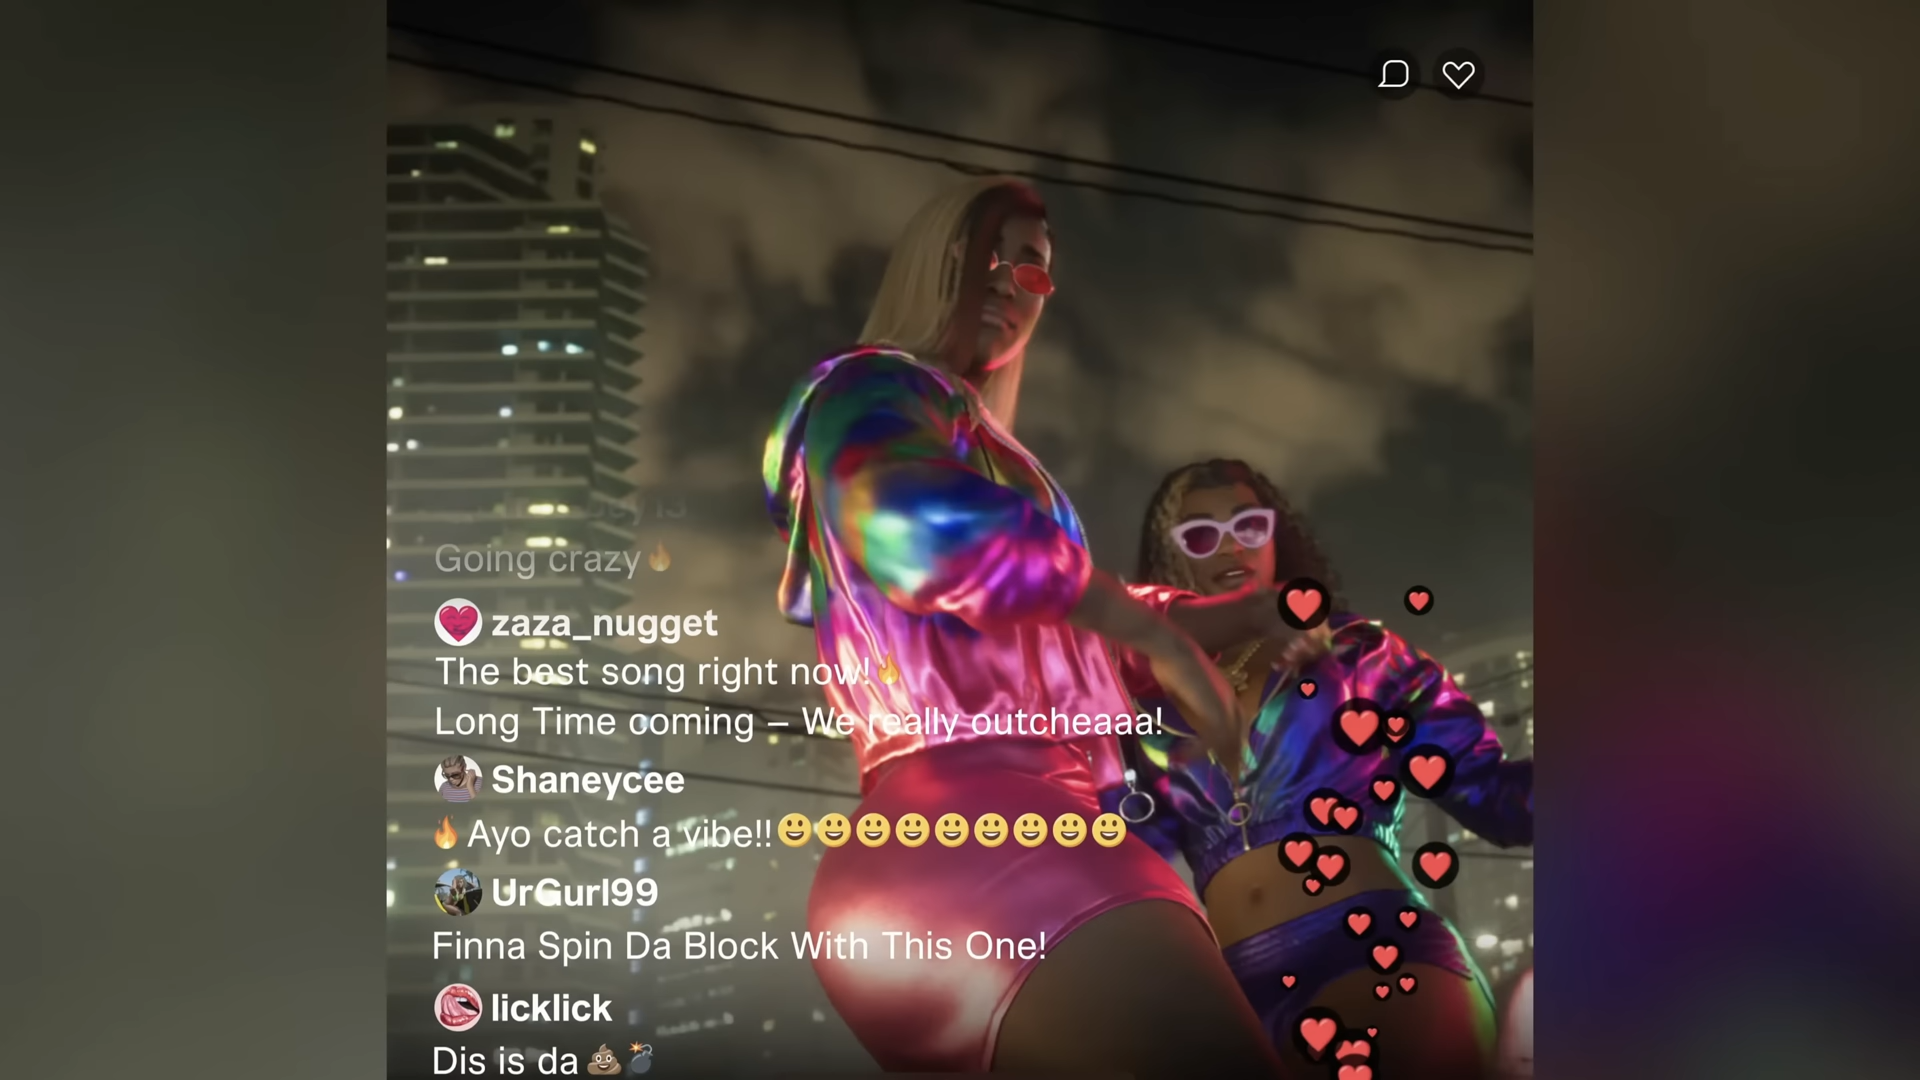 Going crazy🔥
zaza_nugget
The best song right now!🔥
Long Time coming – We really outcheaaa!
Shaneycee
🔥Ayo catch a vibe!!😀😀😀😀😀😀😀😀😀
UrGurl99
Finna Spin Da Block With This One!
licklick
Dis is da💩💣